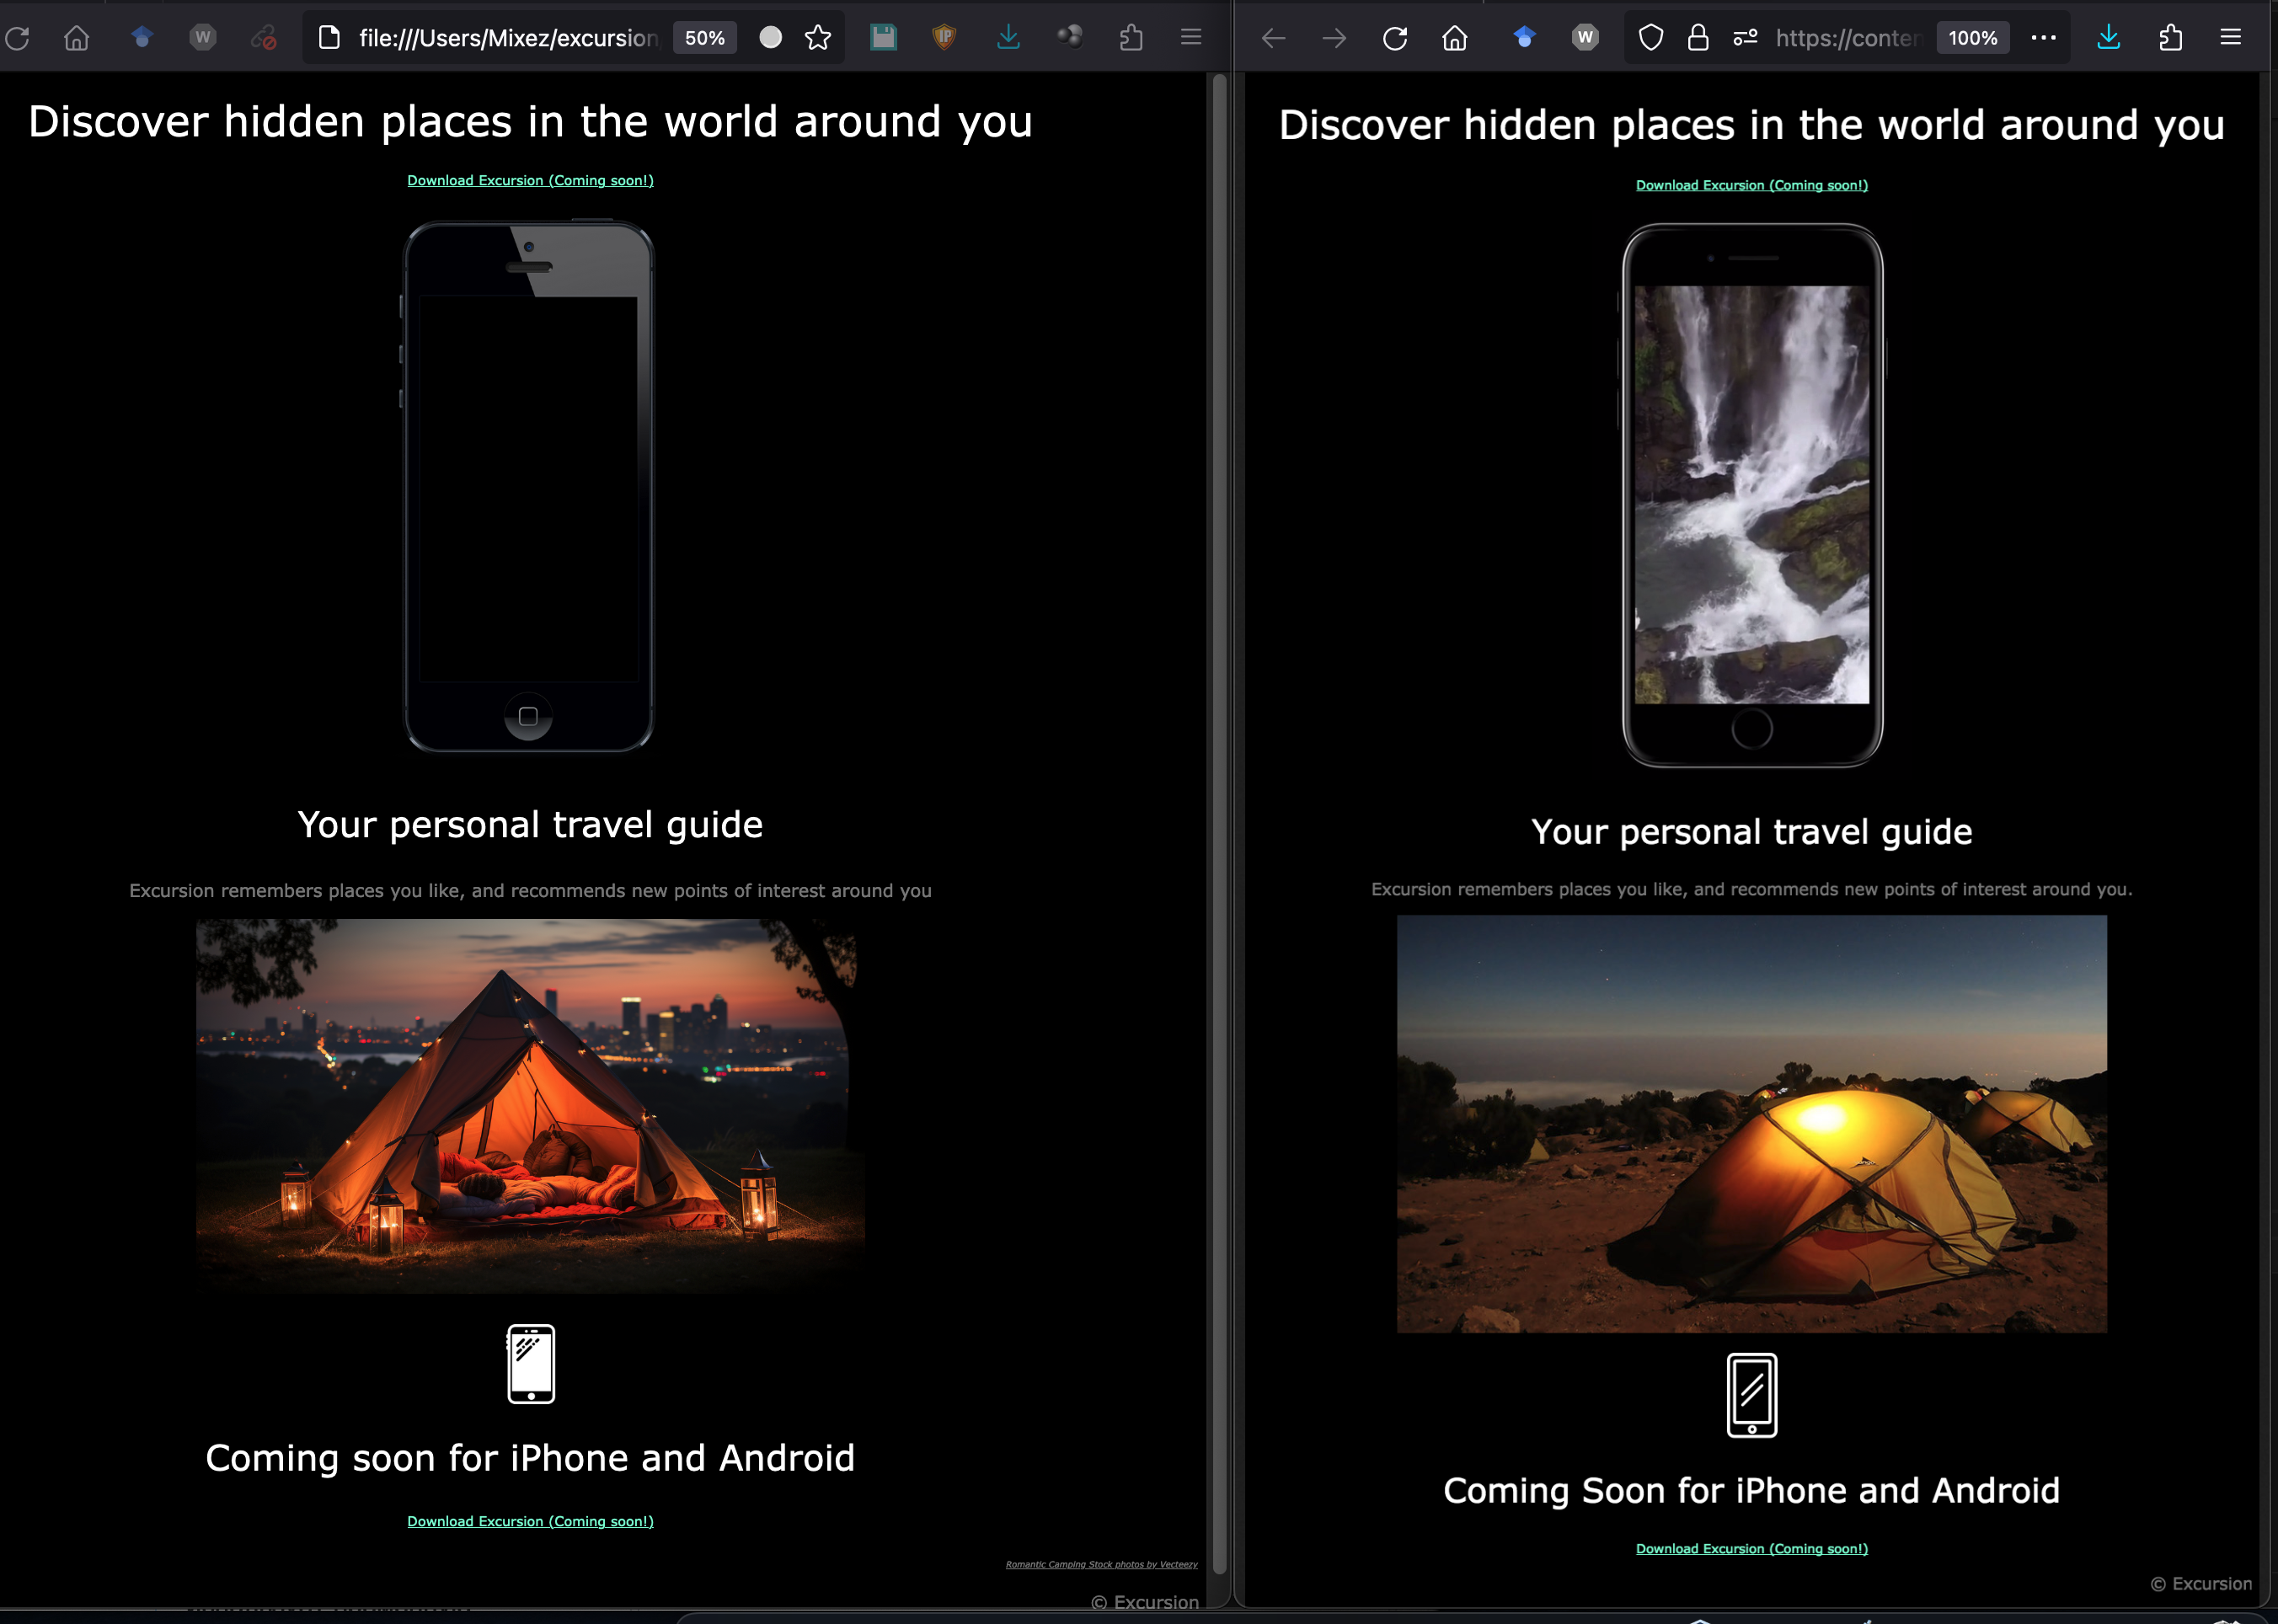 W
file:///Users/Mixez/excursion
50%
IP
W
https://conten
100%
Discover hidden places in the world around you
Download Excursion (Coming soon!)
Your personal travel guide
Excursion remembers places you like, and recommends new points of interest around you
Coming soon for iPhone and Android
Download Excursion (Coming soon!)
Romantic Camping Stock photos by Vecteezy
© Excursion
Discover hidden places in the world around you
Download Excursion (Coming soon!)
Your personal travel guide
Excursion remembers places you like, and recommends new points of interest around you.
Coming Soon for iPhone and Android
Download Excursion (Coming soon!)
© Excursion